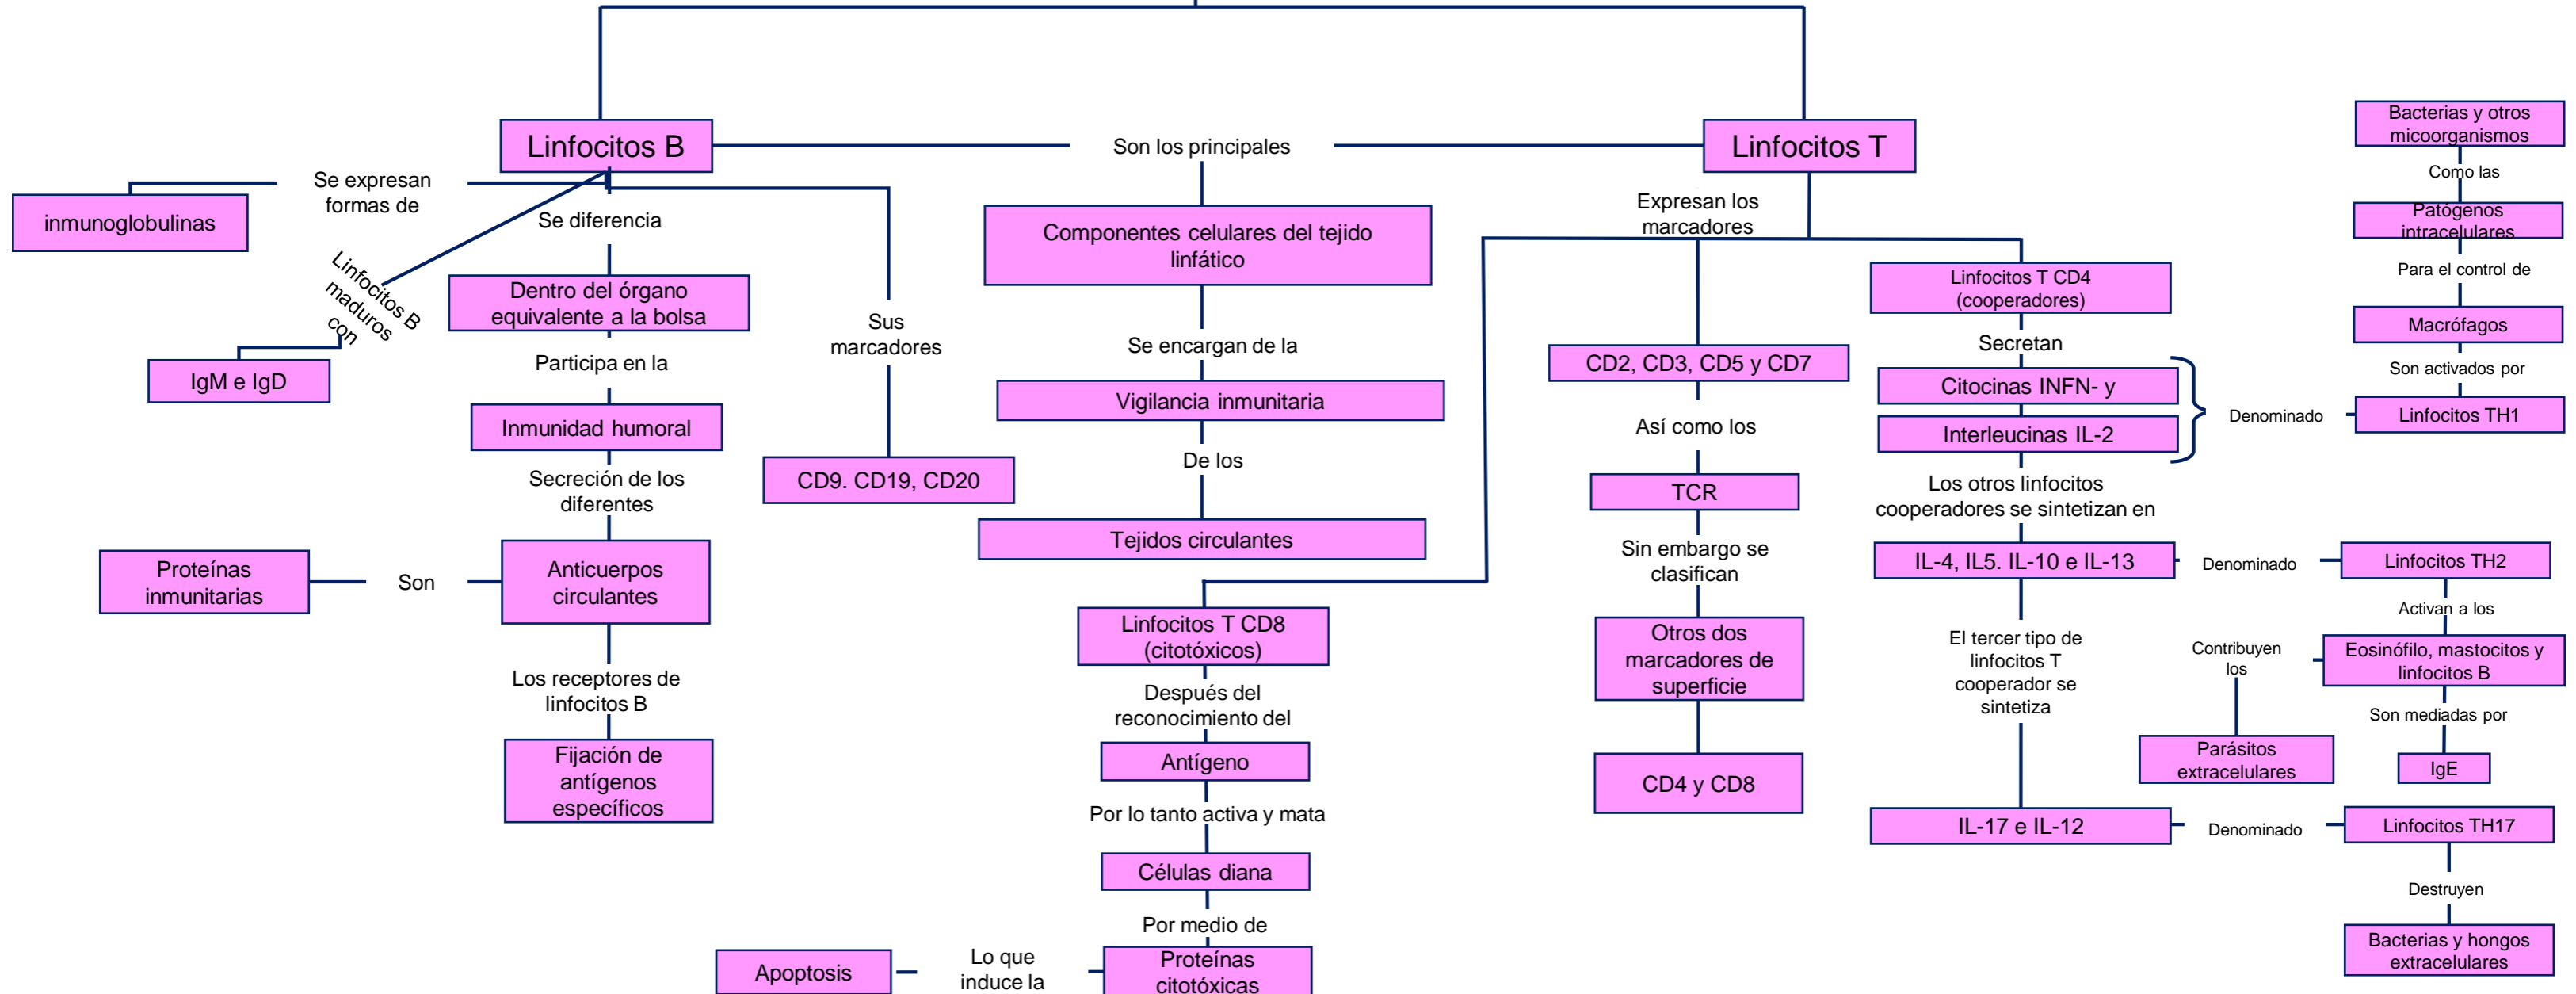 Linfocitos B
Son los principales
Linfocitos T
Se expresan
formas de
inmunoglobulinas
Linfocitos B
maduros
con
IgM e IgD
Se diferencia
Dentro del órgano
equivalente a la bolsa
Participa en la
Inmunidad humoral
Secreción de los
diferentes
Anticuerpos
circulantes
Son
Proteínas
inmunitarias
Los receptores de
linfocitos B
Fijación de
antígenos
específicos
Sus
marcadores
CD9. CD19, CD20
Componentes celulares del tejido
linfático
Se encargan de la
Vigilancia inmunitaria
De los
Tejidos circulantes
Expresan los
marcadores
Linfocitos T CD8
(citotóxicos)
Después del
reconocimiento del
Antígeno
Por lo tanto activa y mata
Células diana
Por medio de
Proteínas
citotóxicas
Lo que
induce la
Apoptosis
CD2, CD3, CD5 y CD7
Así como los
TCR
Sin embargo se
clasifican
Otros dos
marcadores de
superficie
CD4 y CD8
Linfocitos T CD4
(cooperadores)
Secretan
Citocinas INFN- y
Interleucinas IL-2
Denominado
Linfocitos TH1
Son activados por
Macrófagos
Para el control de
Patógenos
intracelulares
Como las
Bacterias y otros
micoorganismos
Los otros linfocitos
cooperadores se sintetizan en
IL-4, IL5. IL-10 e IL-13
Denominado
Linfocitos TH2
Activan a los
Eosinófilo, mastocitos y
linfocitos B
Contribuyen
los
Parásitos
extracelulares
Son mediadas por
IgE
El tercer tipo de
linfocitos T
cooperador se
sintetiza
IL-17 e IL-12
Denominado
Linfocitos TH17
Destruyen
Bacterias y hongos
extracelulares